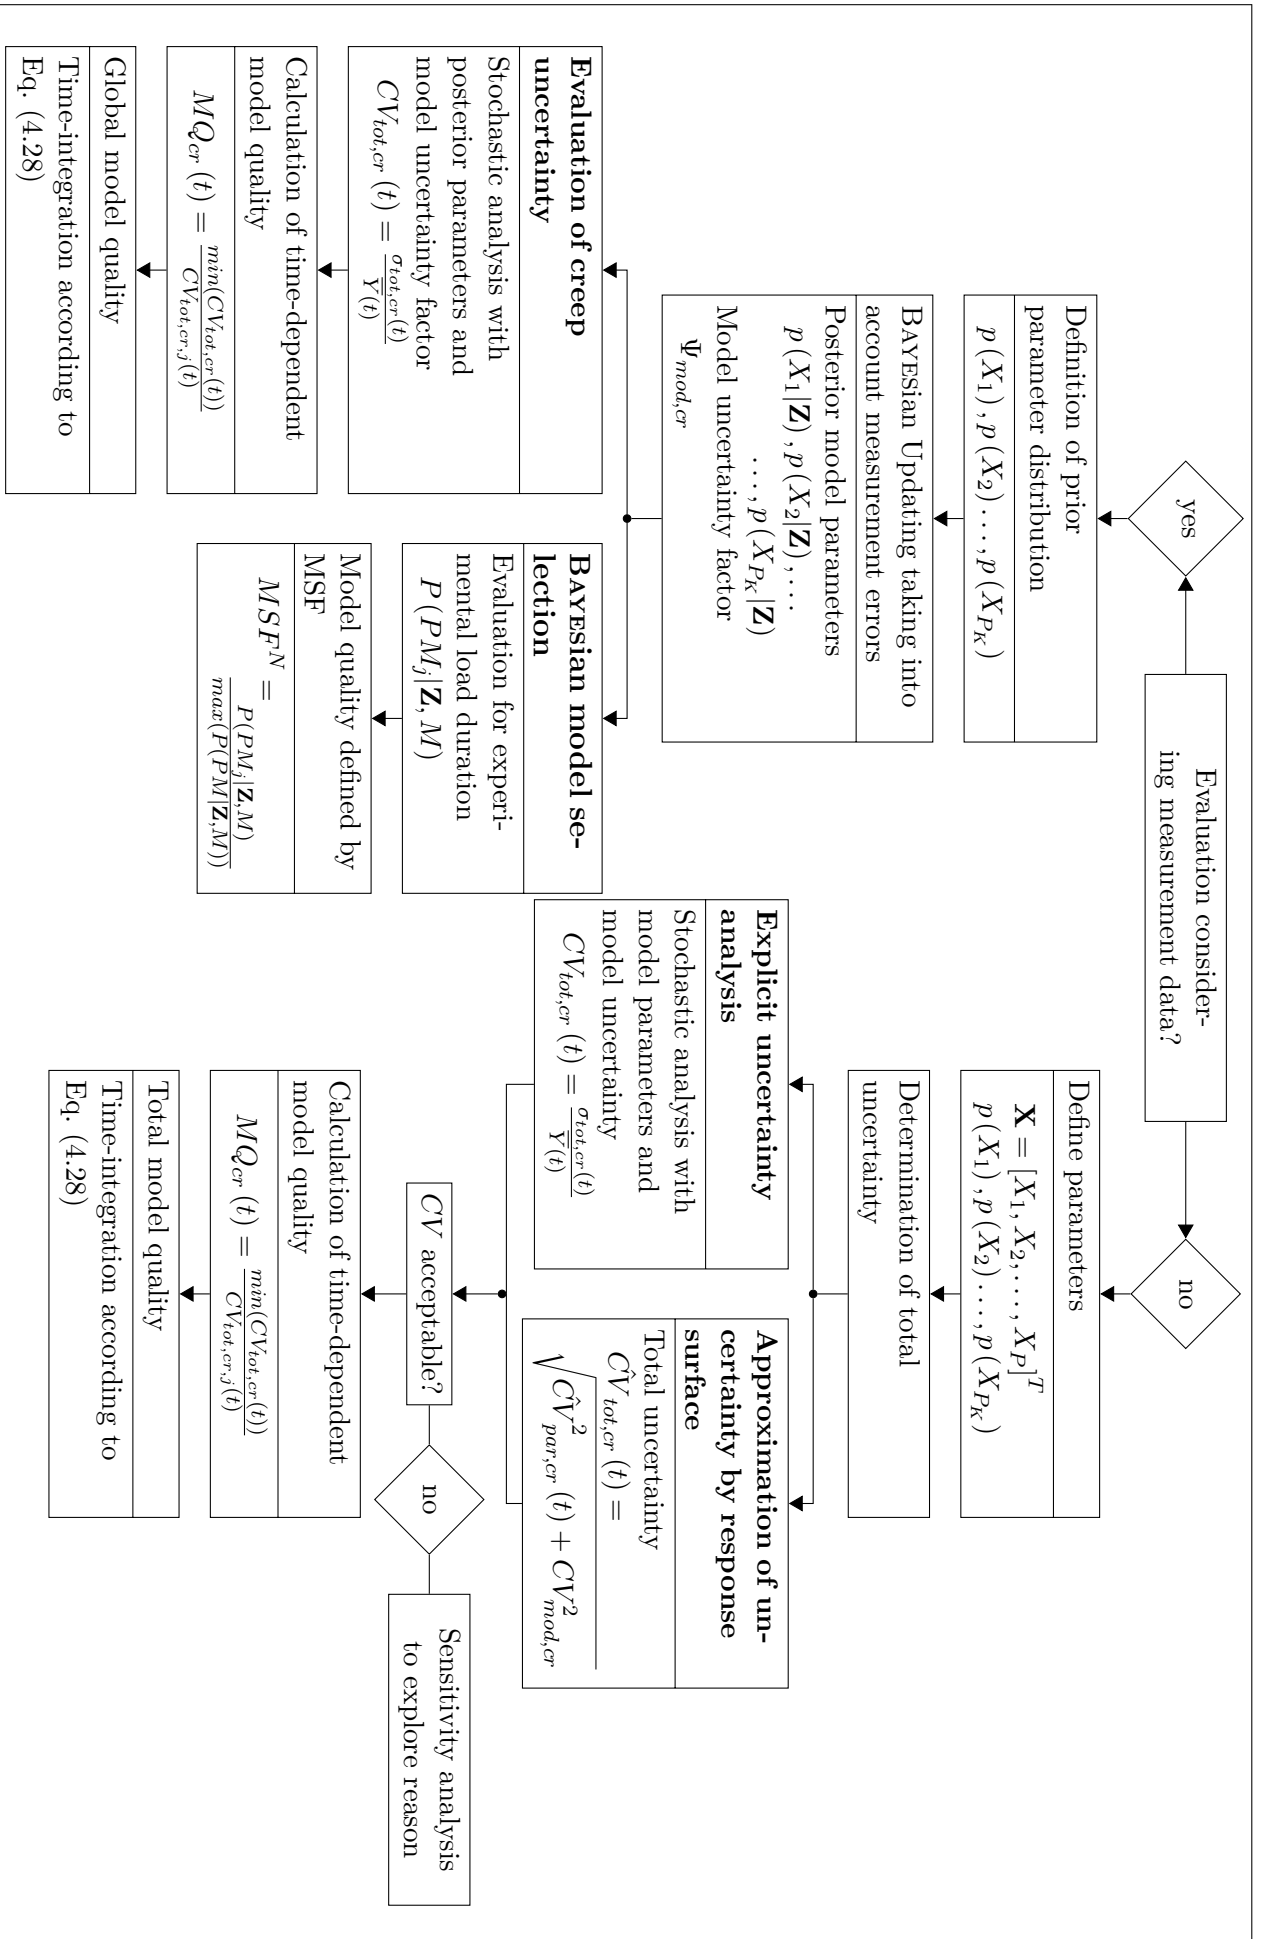 Evaluation consider-
ing measurement data?
yes
Definition of prior
parameter distribution
p (X₁) , p (X₂) . . . , p (X_{P_K})
BAYESian Updating taking into
account measurement errors
Posterior model parameters
p (X₁|Z) , p (X₂|Z) , . . .
. . . , p (X_{P_K}|Z)
Model uncertainty factor
Ψ_{mod,cr}
Evaluation of creep
uncertainty
Stochastic analysis with
posterior parameters and
model uncertainty factor
CV_{tot,cr} (t) = σ_{tot,cr}(t) / Y̅(t)
Calculation of time-dependent
model quality
MQ_{cr} (t) = min(CV_{tot,cr}(t)) / CV_{tot,cr,j}(t)
Global model quality
Time-integration according to
Eq. (4.28)
BAYESian model se-
lection
Evaluation for experi-
mental load duration
P (PM_j|Z, M)
Model quality defined by
MSF
MSF^N =
P(PM_j|Z,M) / max(P(PM|Z,M))
no
Define parameters
X = [X₁, X₂, . . . , X_P]^T
p (X₁) , p (X₂) . . . , p (X_{P_K})
Determination of total
uncertainty
Explicit uncertainty
analysis
Stochastic analysis with
model parameters and
model uncertainty
CV_{tot,cr} (t) = σ_{tot,cr}(t) / Y̅(t)
Approximation of un-
certainty by response
surface
Total uncertainty
ĈV_{tot,cr} (t) =
√(ĈV²_{par,cr} (t) + CV²_{mod,cr})
CV acceptable?
no
Sensitivity analysis
to explore reason
Calculation of time-dependent
model quality
MQ_{cr} (t) = min(CV_{tot,cr}(t)) / CV_{tot,cr,j}(t)
Total model quality
Time-integration according to
Eq. (4.28)